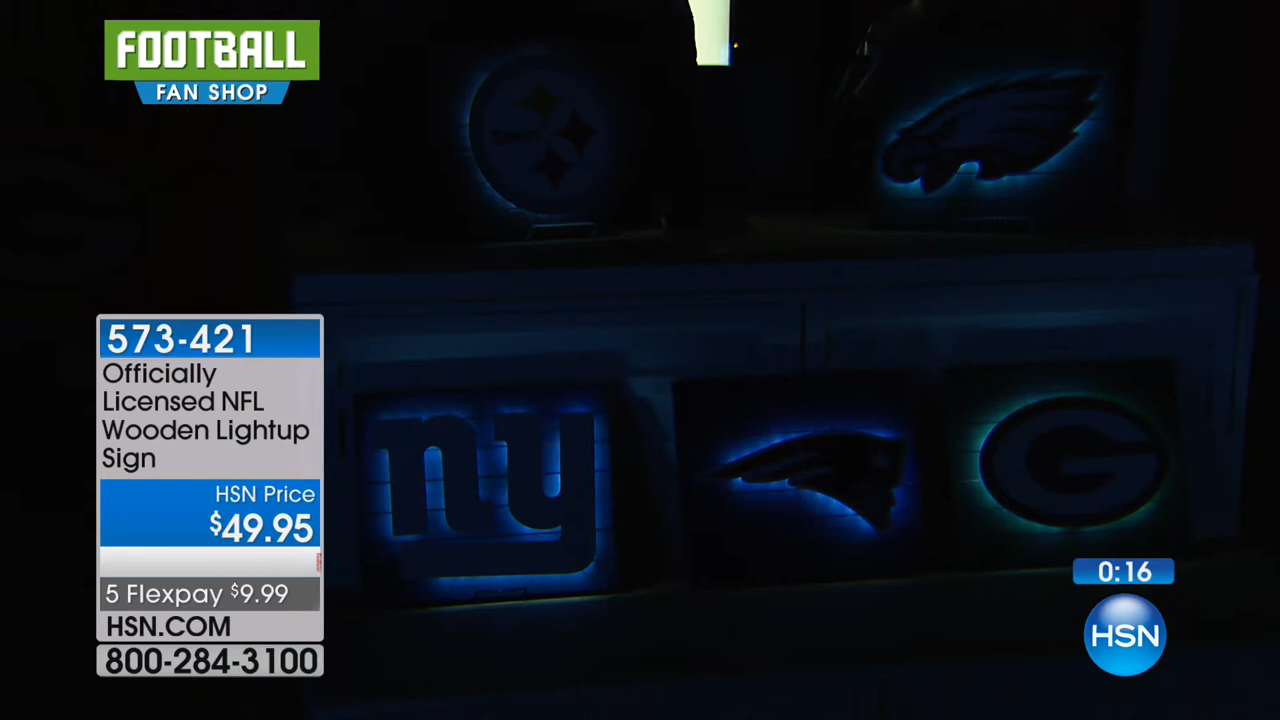 FOOTBALL
FAN SHOP
573-421
Officially
Licensed NFL
Wooden Lightup
Sign
HSN Price
$49.95
5 Flexpay $9.99
HSN.COM
800-284-3100
ny
G
0:16
HSN